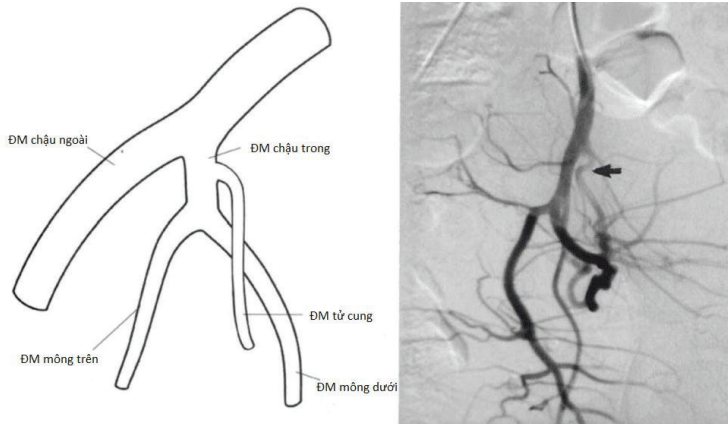 ĐM chậu ngoài
ĐM chậu trong
ĐM tử cung
ĐM mông trên
ĐM mông dưới